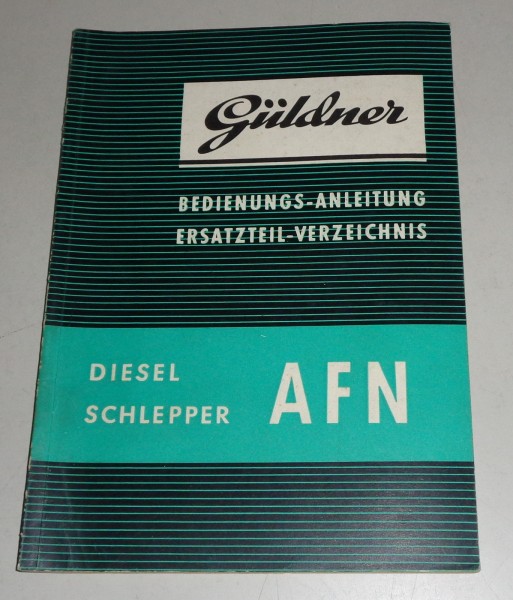 Güldner
BEDIENUNGS-ANLEITUNG
ERSATZTEIL-VERZEICHNIS
DIESEL
SCHLEPPER
AFN